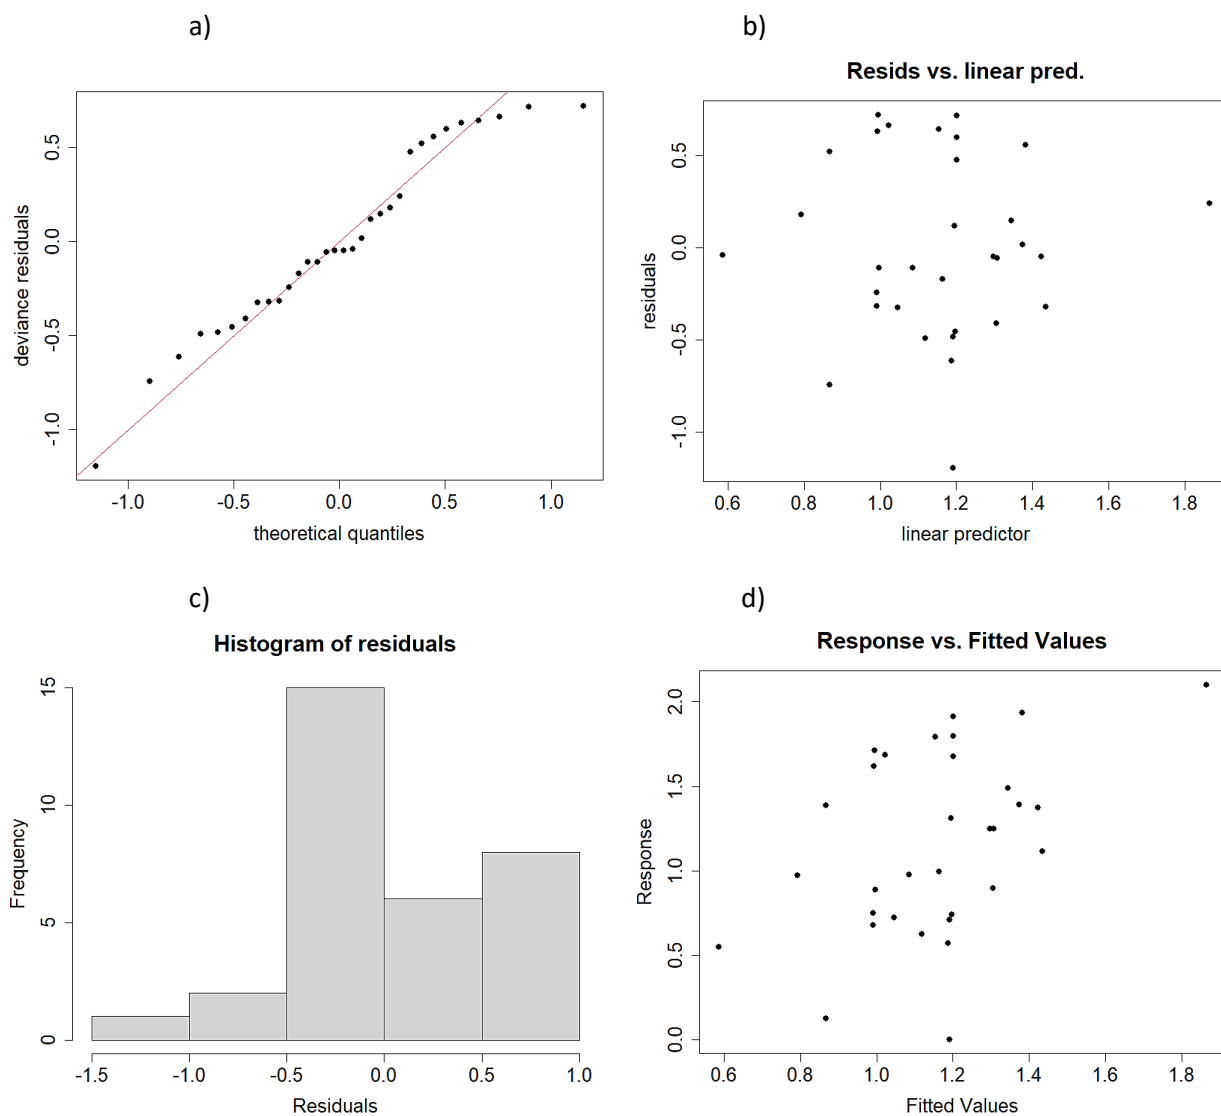 a)
deviance residuals
0.5
0.0
-0.5
-1.0
-1.0 -0.5 0.0 0.5 1.0
theoretical quantiles
b)
Resids vs. linear pred.
residuals
0.5
0.0
-0.5
-1.0
0.6 0.8 1.0 1.2 1.4 1.6 1.8
linear predictor
c)
Histogram of residuals
Frequency
15
10
5
0
-1.5 -1.0 -0.5 0.0 0.5 1.0
Residuals
d)
Response vs. Fitted Values
Response
2.0
1.5
1.0
0.5
0.0
0.6 0.8 1.0 1.2 1.4 1.6 1.8
Fitted Values